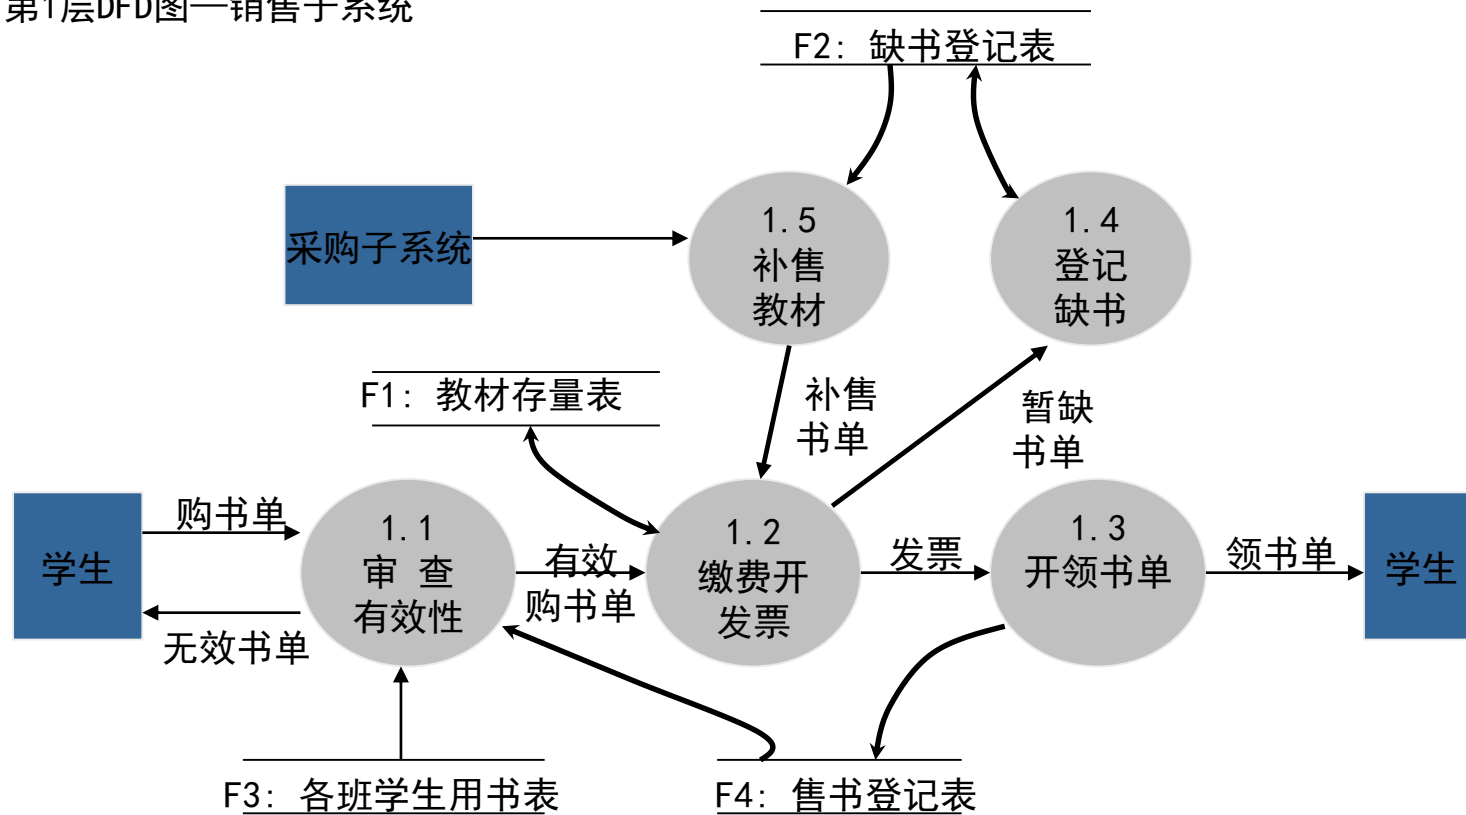 第1层DFD图—销售子系统
F2: 缺书登记表
采购子系统
1.5
补售
教材
1.4
登记
缺书
F1: 教材存量表
补售
书单
暂缺
书单
学生
购书单
无效书单
1.1
审 查
有效性
有效
购书单
1.2
缴费开
发票
发票
1.3
开领书单
领书单
学生
F3: 各班学生用书表
F4: 售书登记表